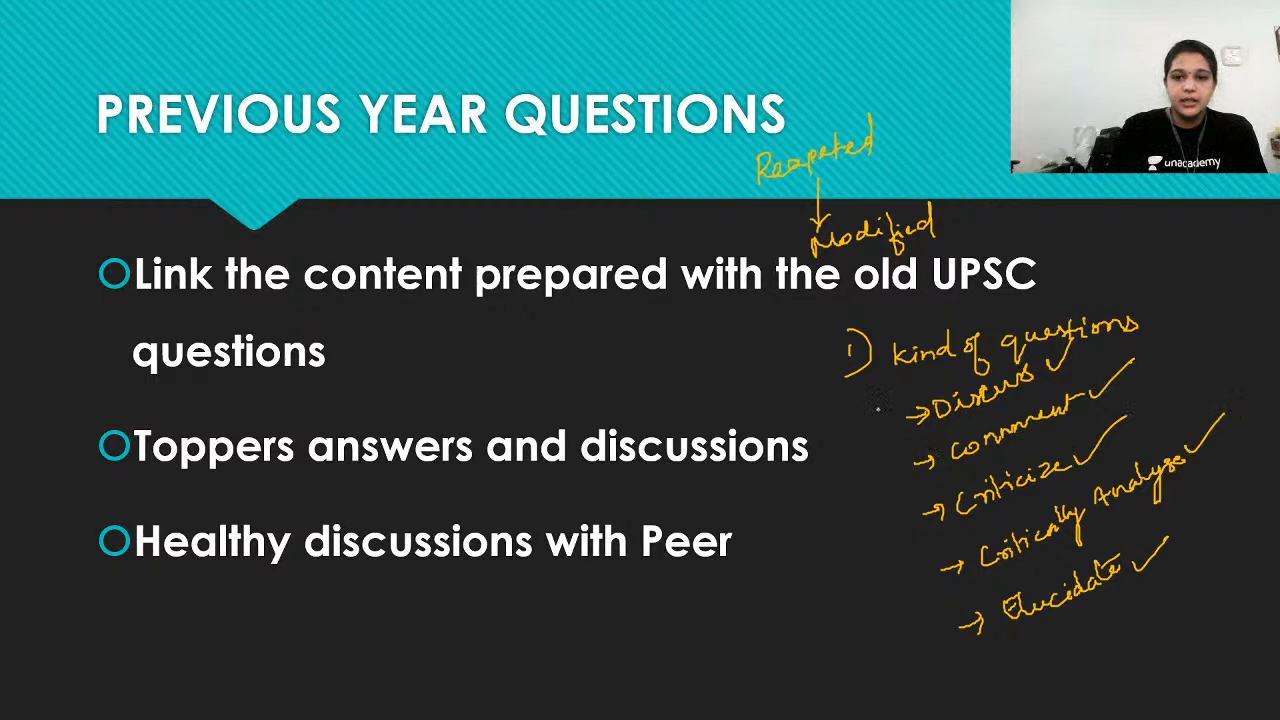 PREVIOUS YEAR QUESTIONS
unacademy
Reapeted
Modified
Link the content prepared with the old UPSC
questions
Toppers answers and discussions
Healthy discussions with Peer
1) Kind of questions
→ Discuss ✓
→ comment ✓
→ Criticize ✓
→ Critically Analyse ✓
→ Elucidate ✓